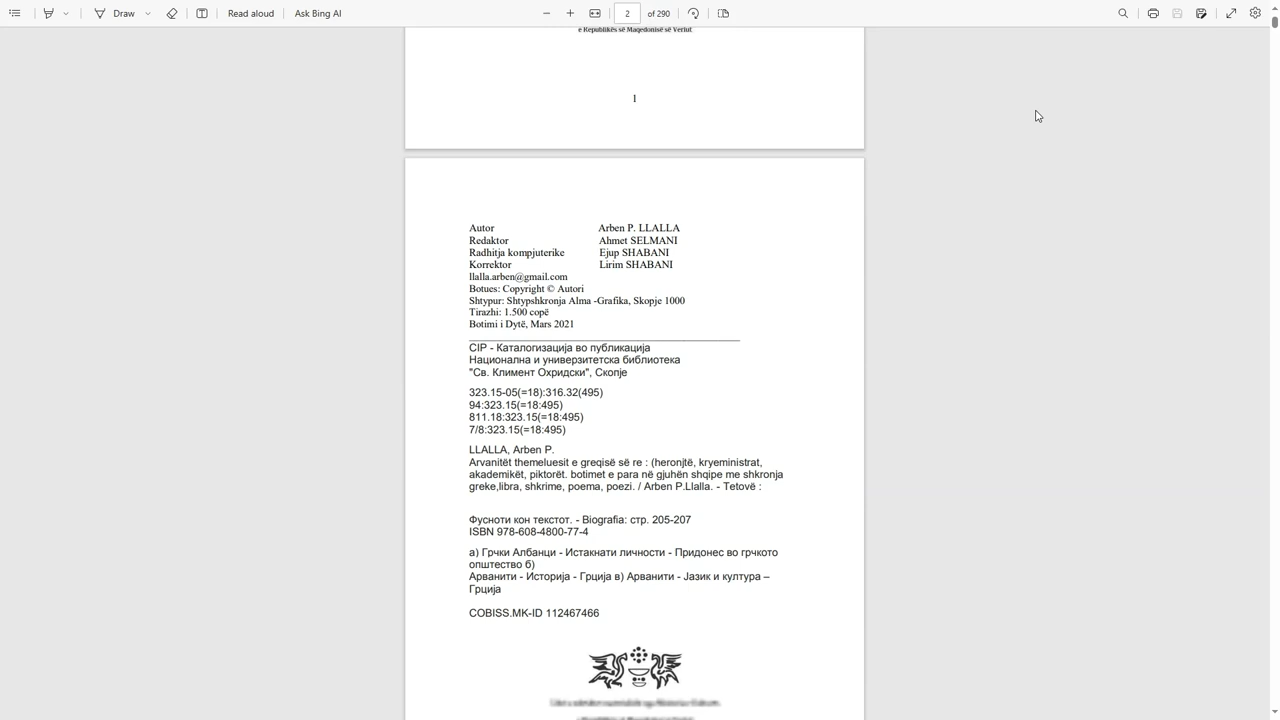 Draw
Read aloud
Ask Bing AI
2
of 290
e Republikës së Maqedonisë së Veriut
1
Autor Arben P. LLALLA
Redaktor Ahmet SELMANI
Radhitja kompjuterike Ejup SHABANI
Korrektor Lirim SHABANI
llalla.arben@gmail.com
Botues: Copyright © Autori
Shtypur: Shtypshkronja Alma -Grafika, Skopje 1000
Tirazhi: 1.500 copë
Botimi i Dytë, Mars 2021
CIP - Каталогизација во публикација
Национална и универзитетска библиотека
"Св. Климент Охридски", Скопје
323.15-05(=18):316.32(495)
94:323.15(=18:495)
811.18:323.15(=18:495)
7/8:323.15(=18:495)
LLALLA, Arben P.
Arvanitët themeluesit e greqisë së re : (heronjtë, kryeministrat,
akademikët, piktorët. botimet e para në gjuhën shqipe me shkronja
greke,libra, shkrime, poema, poezi. / Arben P.Llalla. - Tetovë :
Фусноти кон текстот. - Biografia: стр. 205-207
ISBN 978-608-4800-77-4
а) Грчки Албанци - Истакнати личности - Придонес во грчкото
општество б)
Арванити - Историја - Грција в) Арванити - Јазик и култура –
Грција
COBISS.MK-ID 112467466